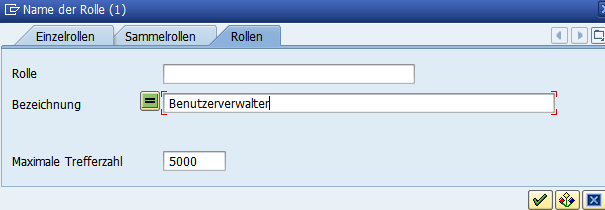 Name der Rolle (1)
Einzelrollen Sammelrollen Rollen
Rolle
Bezeichnung = Benutzerverwalter
Maximale Trefferzahl 5000